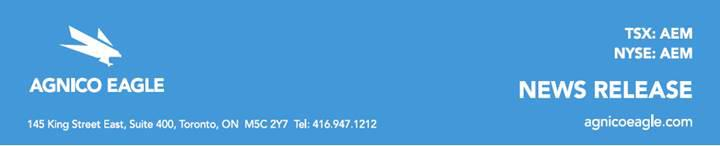 TSX: AEM
NYSE: AEM
AGNICO EAGLE
NEWS RELEASE
145 King Street East, Suite 400, Toronto, ON M5C 2Y7 Tel: 416.947.1212
agnicoeagle.com